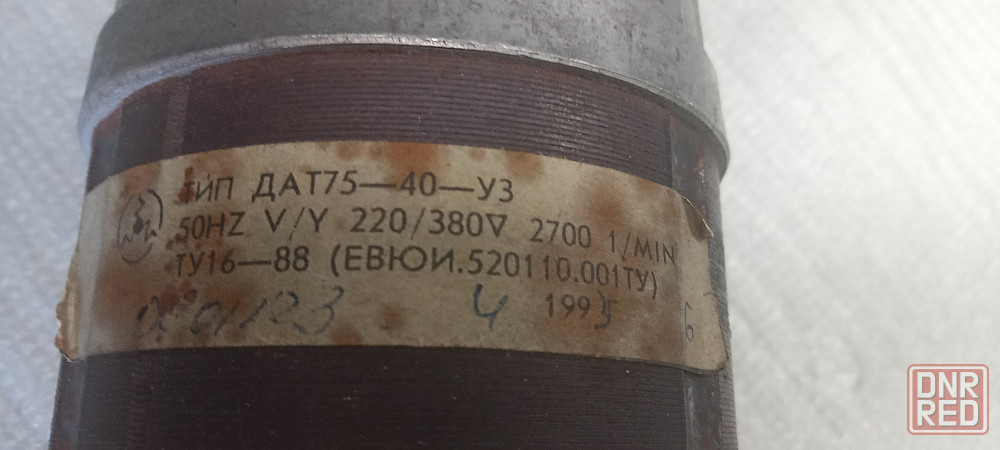 ТИП ДАТ75—40—У3
50HZ V/Y 220/380V 2700 1/MIN
ТУ16—88 (ЕВЮИ.520110.001ТУ)
4 1995 6
DNR
RED